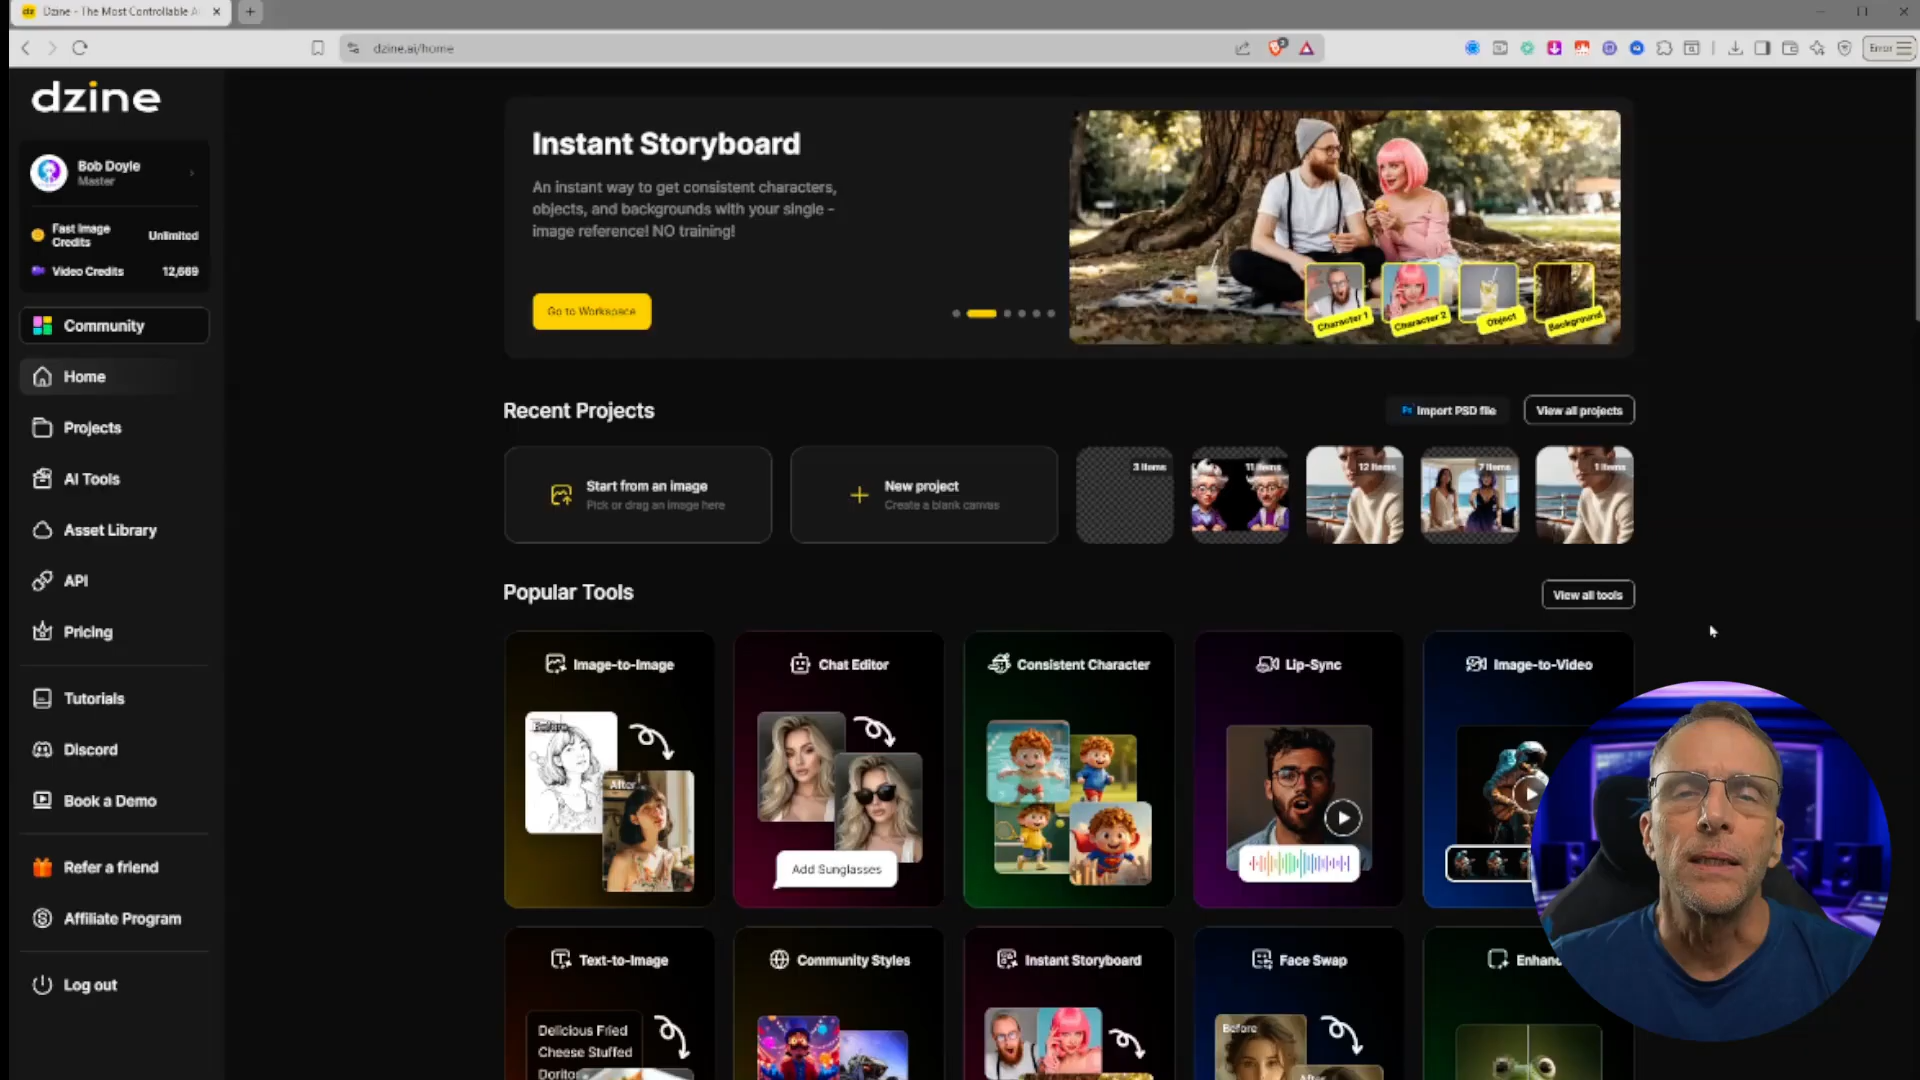 Dzine - The Most Controllable A
dzine.ai/home
Error
dzine
Bob Doyle
Master
Fast Image
Credits
Unlimited
Video Credits
12,669
Community
Home
Projects
AI Tools
Asset Library
API
Pricing
Tutorials
Discord
Book a Demo
Refer a friend
Affiliate Program
Log out
Instant Storyboard
An instant way to get consistent characters,
objects, and backgrounds with your single -
image reference! NO training!
Go to Workspace
Character 1
Character 2
Object
Background
Recent Projects
Import PSD file
View all projects
Start from an image
Pick or drag an image here
New project
Create a blank canvas
3 Items
11 Items
12 Items
7 Items
1 Items
Popular Tools
View all tools
Image-to-Image
Before
After
Chat Editor
Add Sunglasses
Consistent Character
Lip-Sync
Image-to-Video
Text-to-Image
Delicious Fried
Cheese Stuffed
Doritos
Community Styles
Instant Storyboard
Face Swap
Before
After
Enhanc